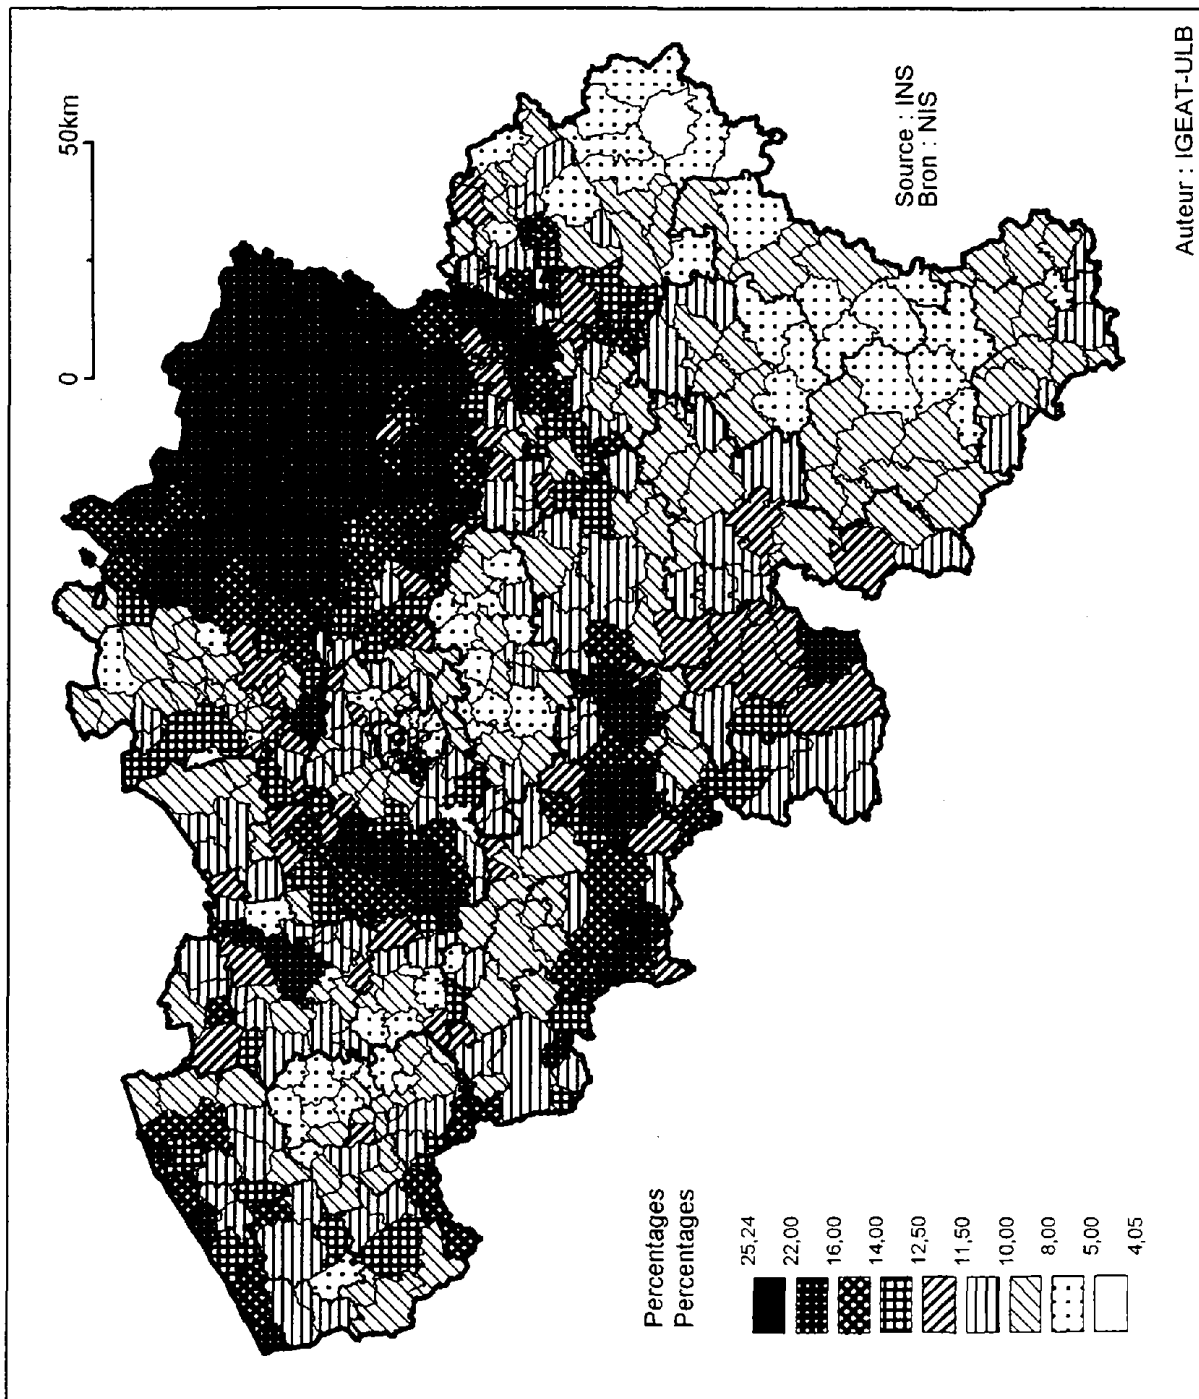 0 50km
Source : INS
Bron : NIS
Auteur : IGEAT-ULB
Percentages
Percentages
25,24
22,00
16,00
14,00
12,50
11,50
10,00
8,00
5,00
4,05